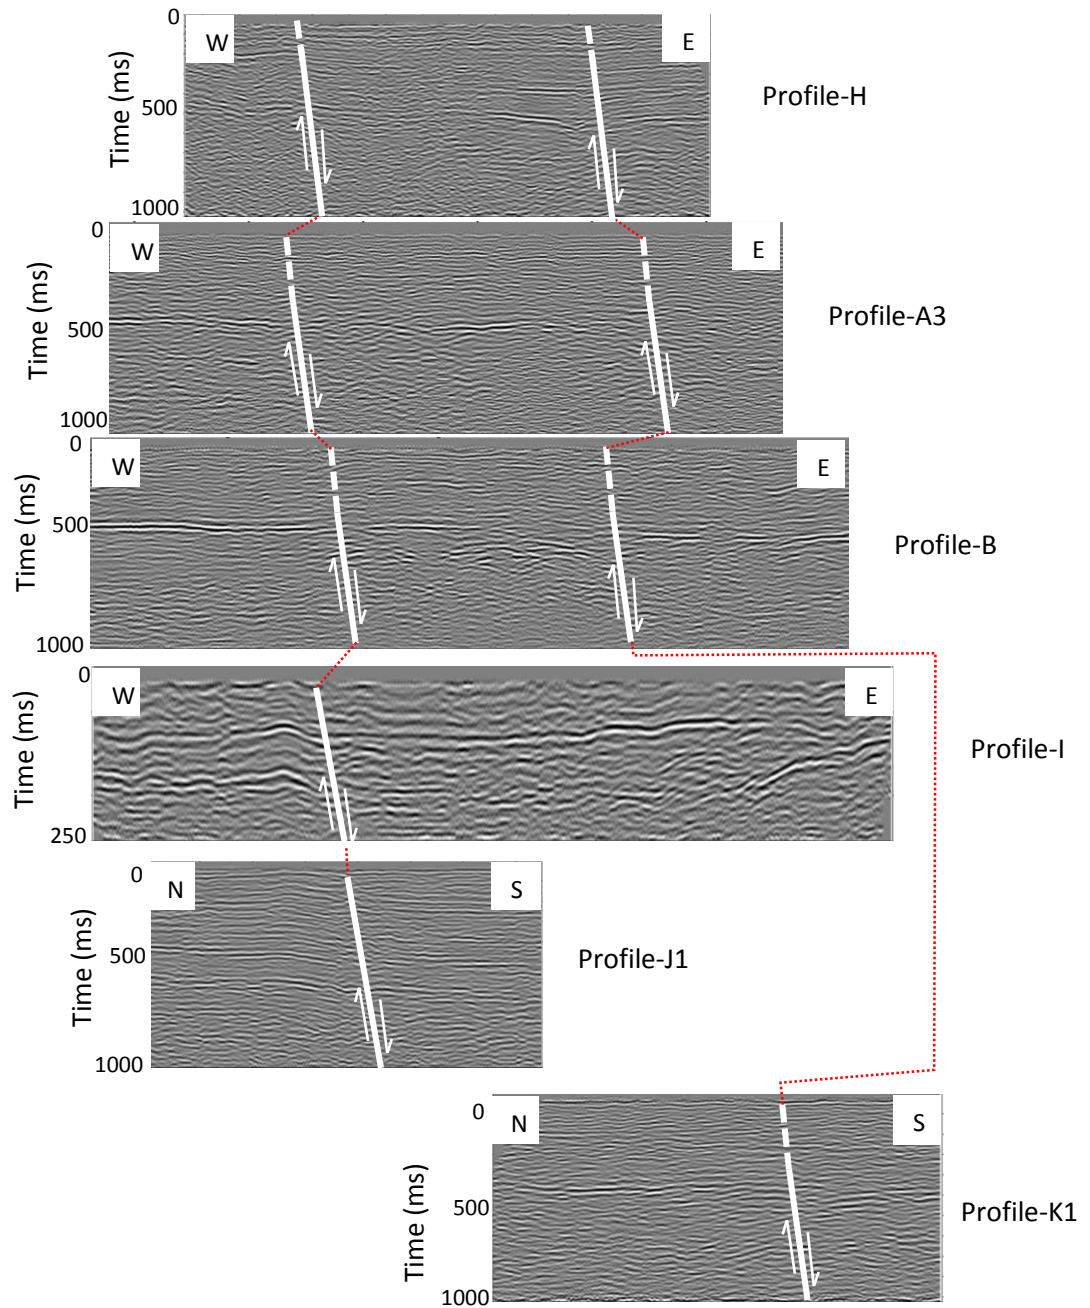 0
W
E
Time (ms)
500
1000
Profile-H
0
W
E
Time (ms)
500
1000
Profile-A3
0
W
E
Time (ms)
500
1000
Profile-B
0
W
E
Time (ms)
250
Profile-I
0
N
S
Time (ms)
500
1000
Profile-J1
0
N
S
Time (ms)
500
1000
Profile-K1